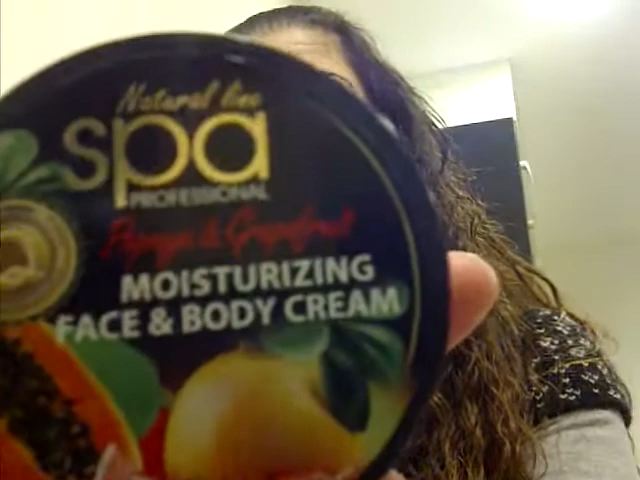 Natural line
spa
PROFESSIONAL
Papaya & Grapefruit
MOISTURIZING
FACE & BODY CREAM